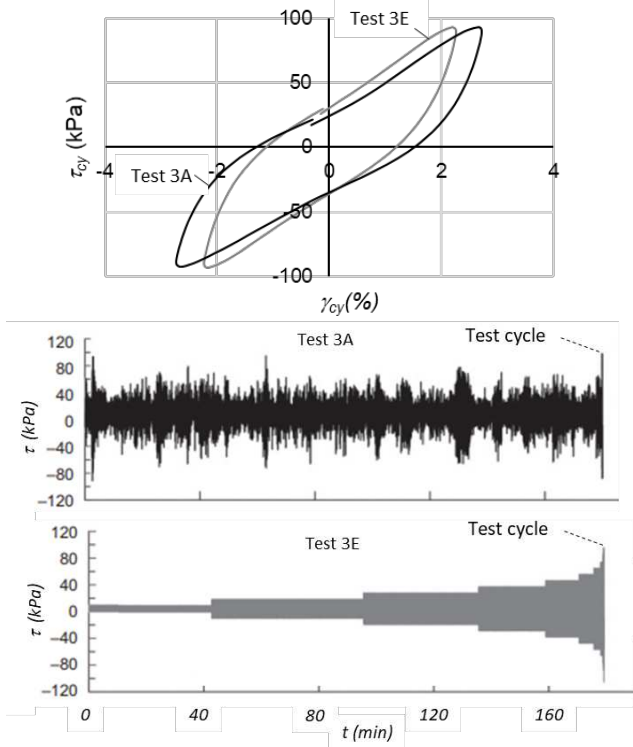 Test 3E
100
50
0
-50
-100
-4
-2
0
2
4
τcy (kPa)
Test 3A
γcy(%)
Test 3A
Test cycle
120
80
40
0
−40
−80
−120
τ (kPa)
Test 3E
Test cycle
120
80
40
0
−40
−80
−120
τ (kPa)
0 40 80 120 160
t (min)